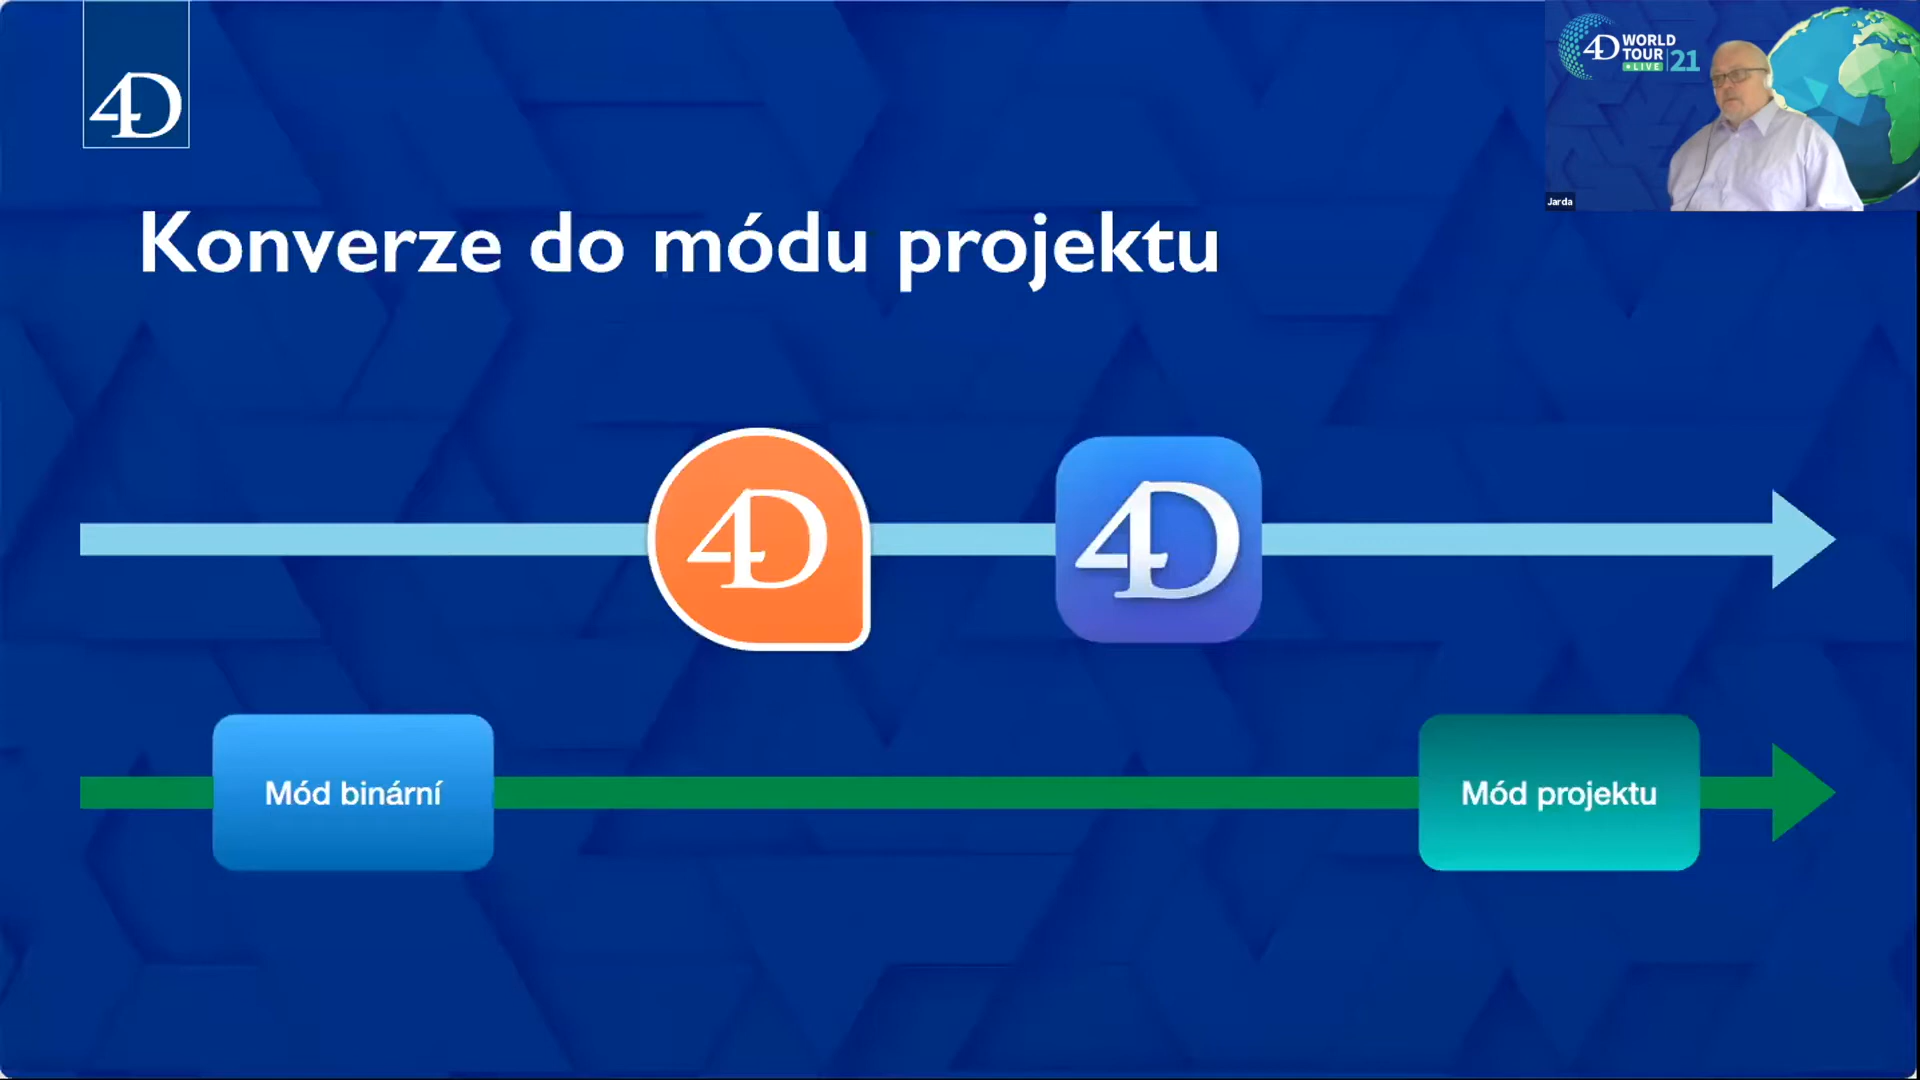 4D
4D WORLD
TOUR
LIVE 21
Jarda
Konverze do módu projektu
4D
4D
Mód binární
Mód projektu